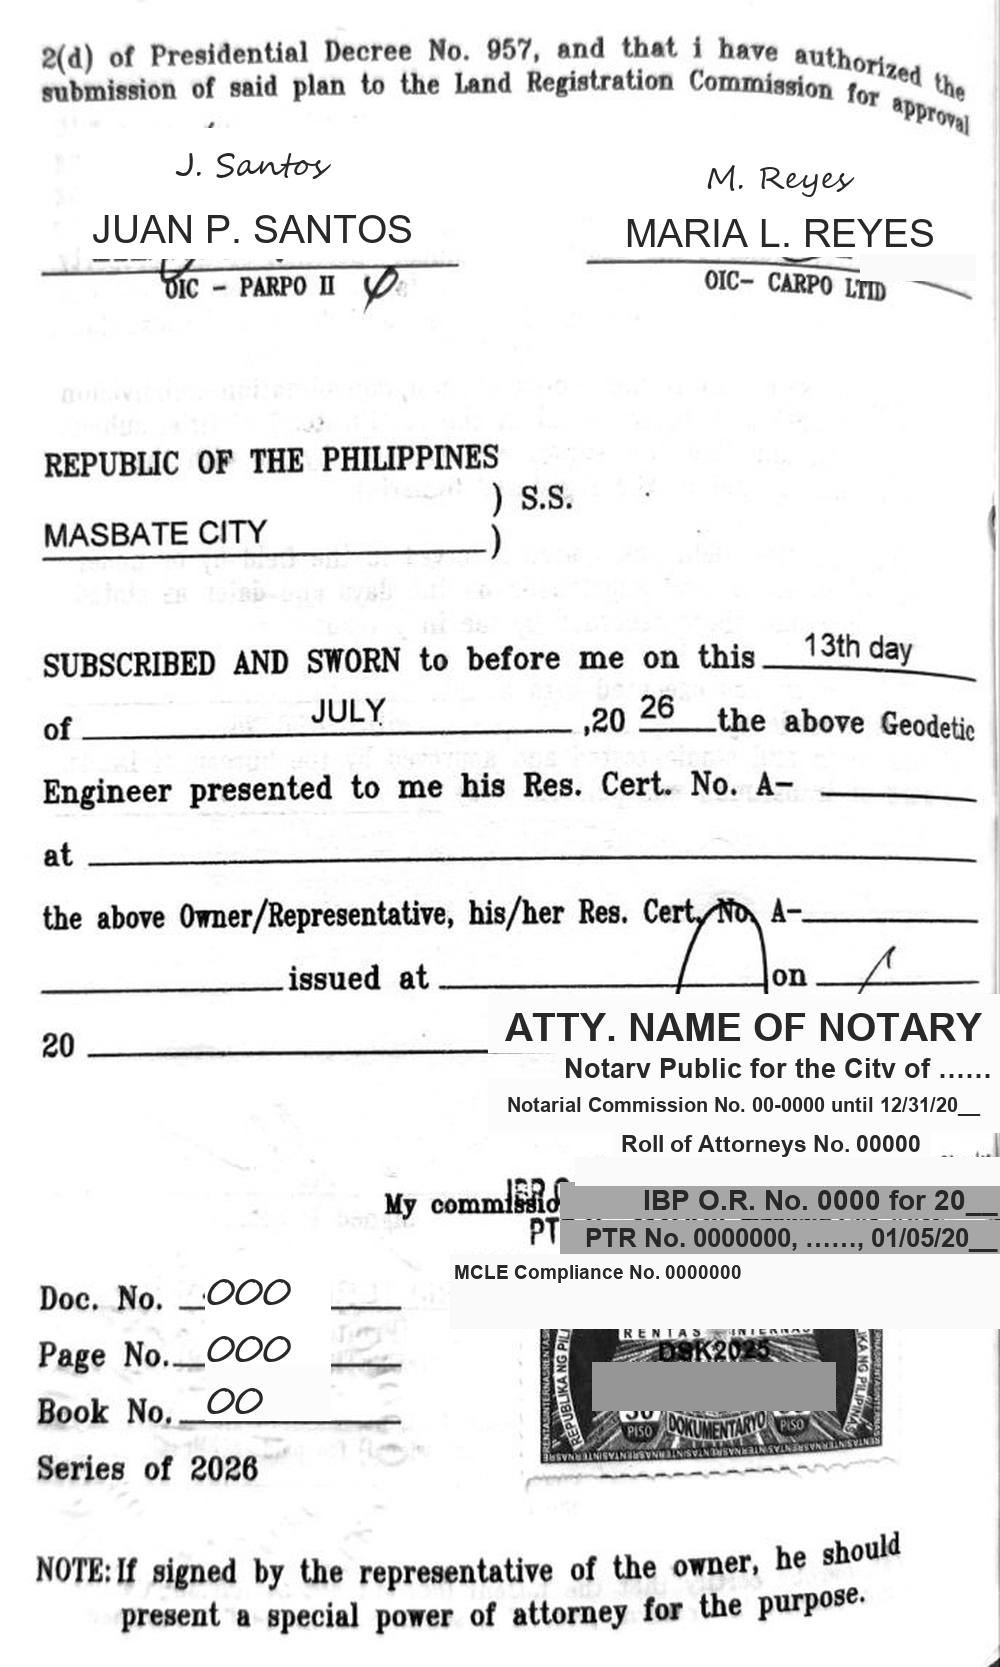 2(d) of Presidential Decree No. 957, and that i have authorized the
submission of said plan to the Land Registration Commission for approval
J. Santos
M. Reyes
JUAN P. SANTOS
MARIA L. REYES
OIC - PARPO II
OIC- CARPO LTID
REPUBLIC OF THE PHILIPPINES
) S.S.
MASBATE CITY )
SUBSCRIBED AND SWORN to before me on this 13th day
of JULY ,20 26 the above Geodetic
Engineer presented to me his Res. Cert. No. A-
at
the above Owner/Representative, his/her Res. Cert. No. A-
issued at on
20
ATTY. NAME OF NOTARY
Notary Public for the City of ......
Notarial Commission No. 00-0000 until 12/31/20__
Roll of Attorneys No. 00000
My commissio
IBP O.R. No. 0000 for 20__
PT
PTR No. 0000000, ......, 01/05/20__
MCLE Compliance No. 0000000
Doc. No. 000
Page No. 000
Book No. 00
Series of 2026
RENTAS INTERNAS
DSK2025
REPUBLIKA NG PILIPINAS
PISO DOKUMENTARYO PISO
NOTE: If signed by the representative of the owner, he should
present a special power of attorney for the purpose.